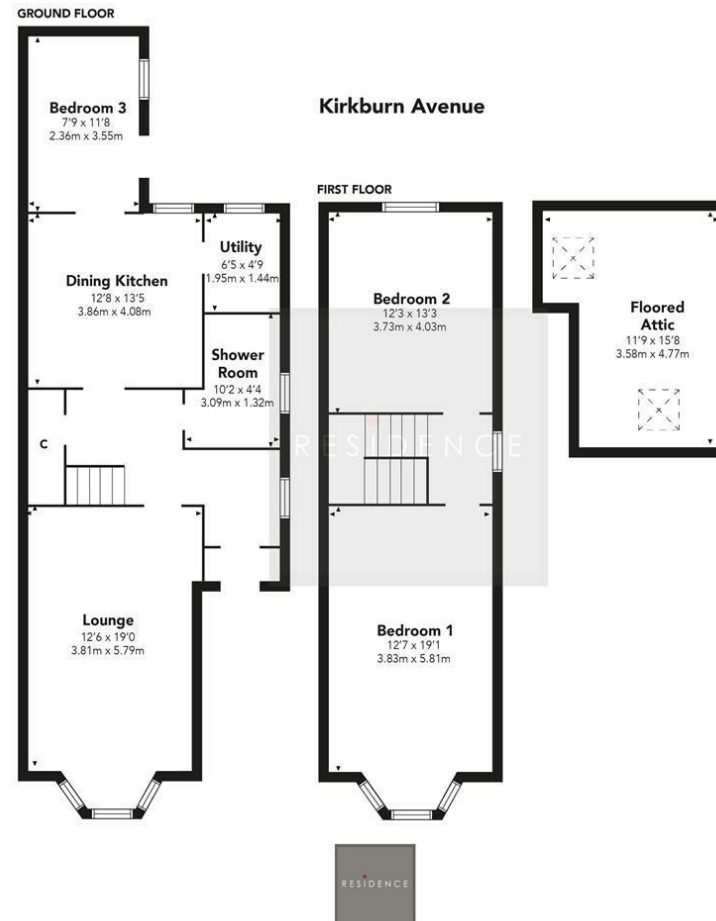 GROUND FLOOR
Bedroom 3
7'9 x 11'8
2.36m x 3.55m
Kirkburn Avenue
FIRST FLOOR
Utility
6'5 x 4'9
1.95m x 1.44m
Dining Kitchen
12'8 x 13'5
3.86m x 4.08m
Bedroom 2
12'3 x 13'3
3.73m x 4.03m
Floored
Attic
11'9 x 15'8
3.58m x 4.77m
Shower
Room
10'2 x 4'4
3.09m x 1.32m
C
RESIDENCE
Lounge
12'6 x 19'0
3.81m x 5.79m
Bedroom 1
12'7 x 19'1
3.83m x 5.81m
RESIDENCE